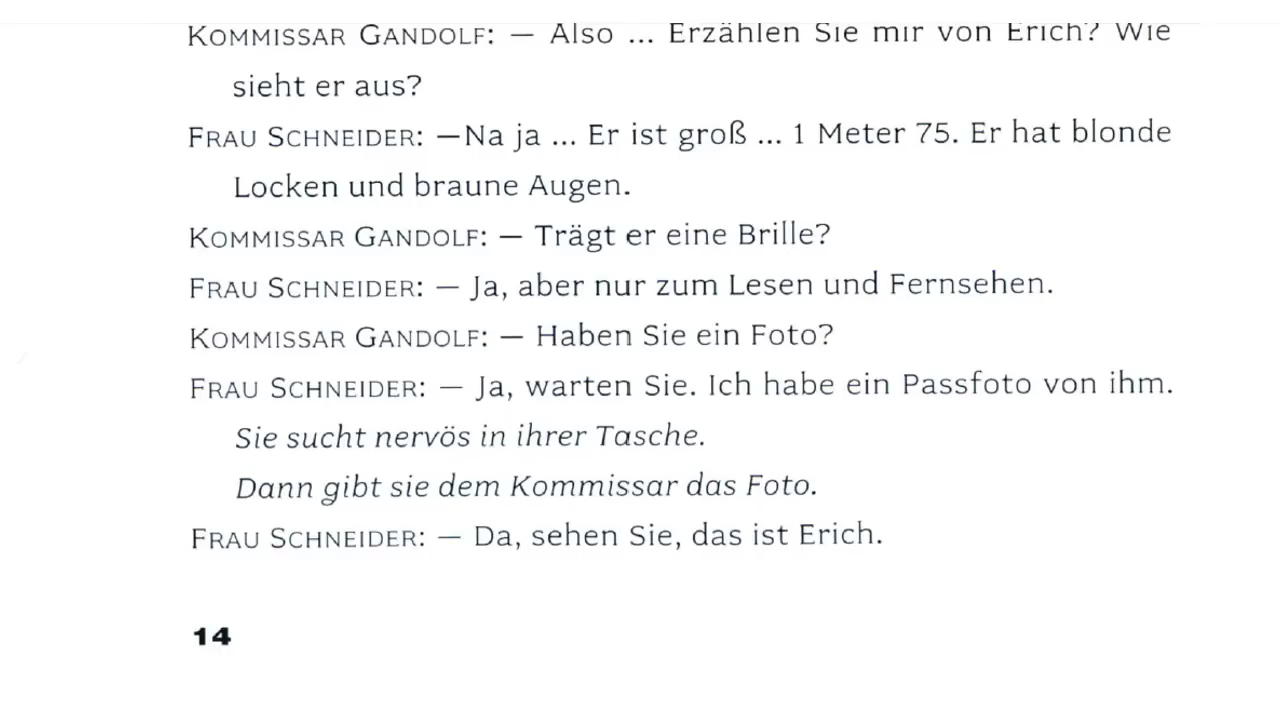 KOMMISSAR GANDOLF: — Also ... Erzählen Sie mir von Erich? Wie
sieht er aus?
FRAU SCHNEIDER: —Na ja ... Er ist groß ... 1 Meter 75. Er hat blonde
Locken und braune Augen.
KOMMISSAR GANDOLF: — Trägt er eine Brille?
FRAU SCHNEIDER: — Ja, aber nur zum Lesen und Fernsehen.
KOMMISSAR GANDOLF: — Haben Sie ein Foto?
FRAU SCHNEIDER: — Ja, warten Sie. Ich habe ein Passfoto von ihm.
Sie sucht nervös in ihrer Tasche.
Dann gibt sie dem Kommissar das Foto.
FRAU SCHNEIDER: — Da, sehen Sie, das ist Erich.
14